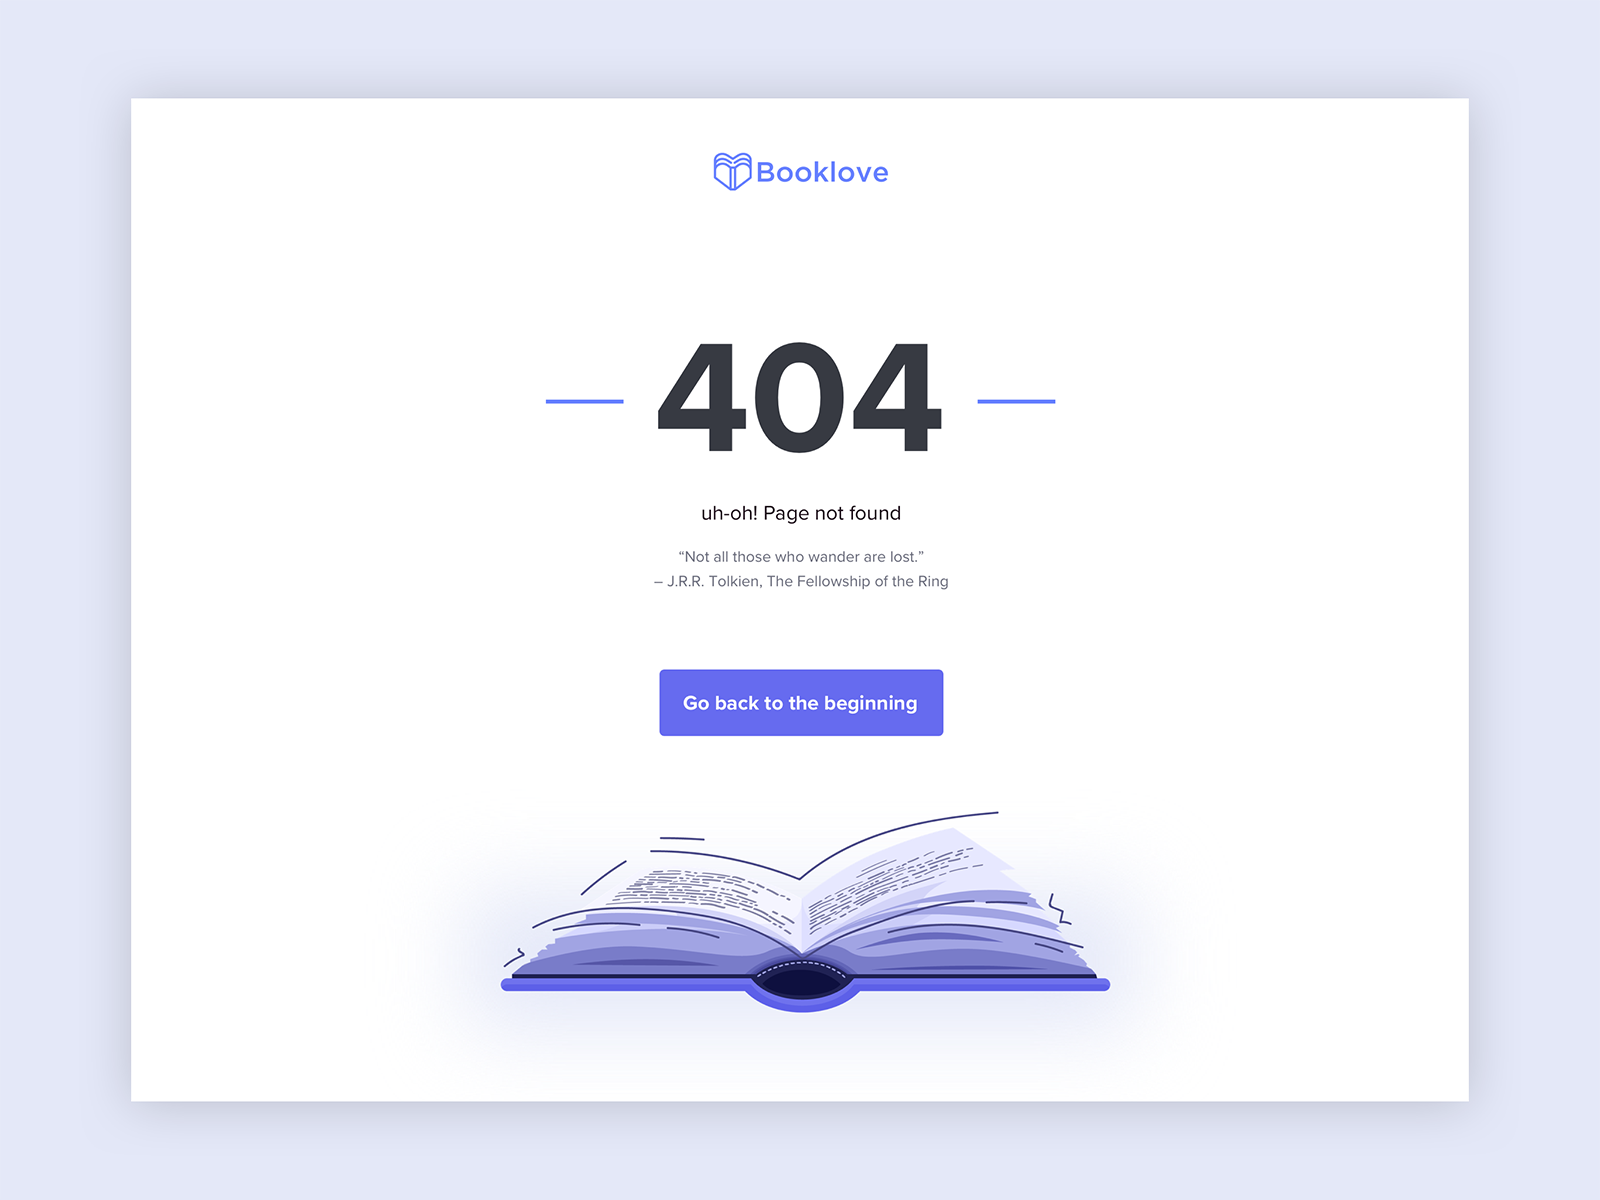 Booklove
404
uh-oh! Page not found
“Not all those who wander are lost.”
– J.R.R. Tolkien, The Fellowship of the Ring
Go back to the beginning